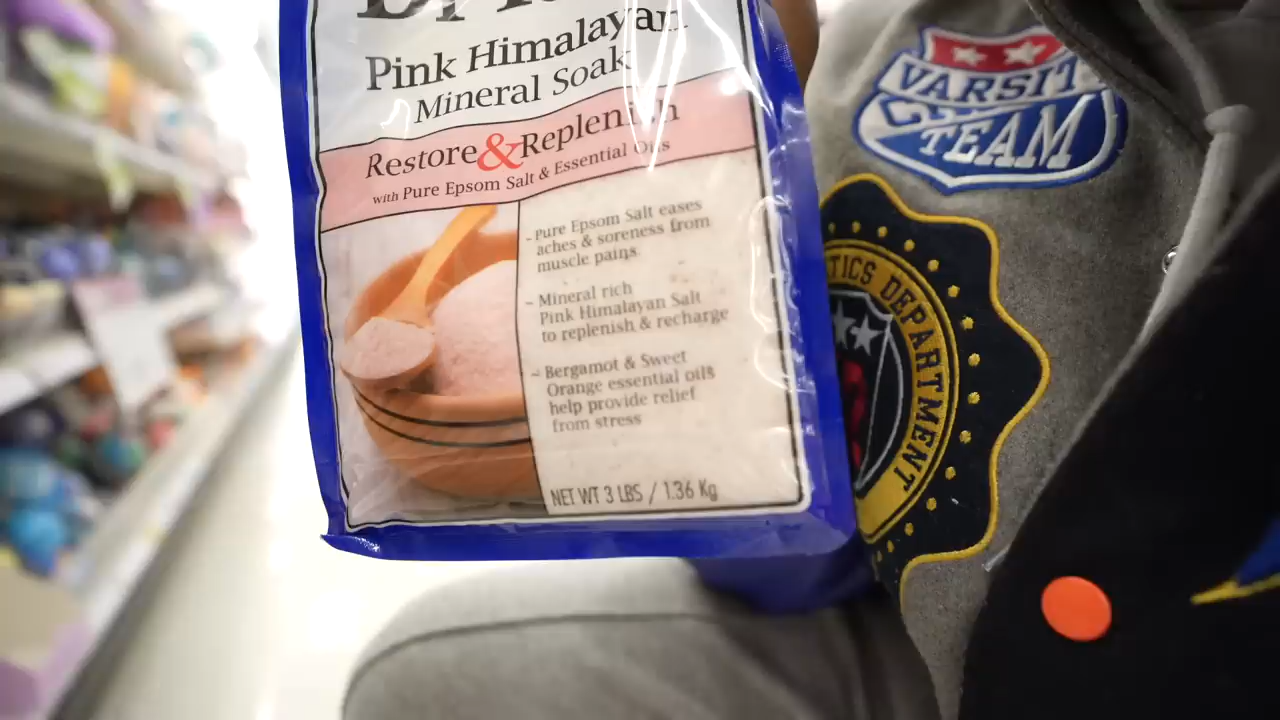 Pink Himalayan
Mineral Soak
Restore & Replenish
with Pure Epsom Salt & Essential Oils
- Pure Epsom Salt eases
aches & soreness from
muscle pains
- Mineral rich
Pink Himalayan Salt
to replenish & recharge
- Bergamot & Sweet
Orange essential oils
help provide relief
from stress
NET WT 3 LBS / 1.36 Kg
VARSIT
TEAM
TICS DEPARTMENT